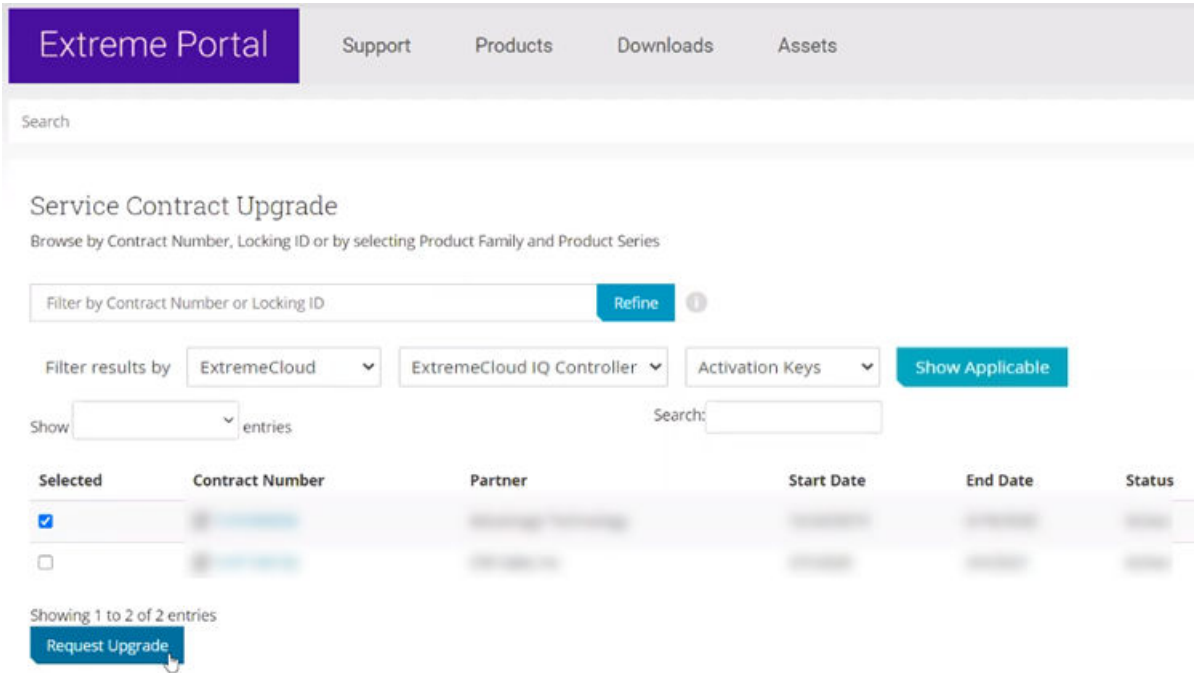 Extreme Portal Support Products Downloads Assets
Search
Service Contract Upgrade
Browse by Contract Number, Locking ID or by selecting Product Family and Product Series
Filter by Contract Number or Locking ID Refine i
Filter results by ExtremeCloud ExtremeCloud IQ Controller Activation Keys Show Applicable
Show entries Search:
Selected Contract Number Partner Start Date End Date Status
Showing 1 to 2 of 2 entries
Request Upgrade